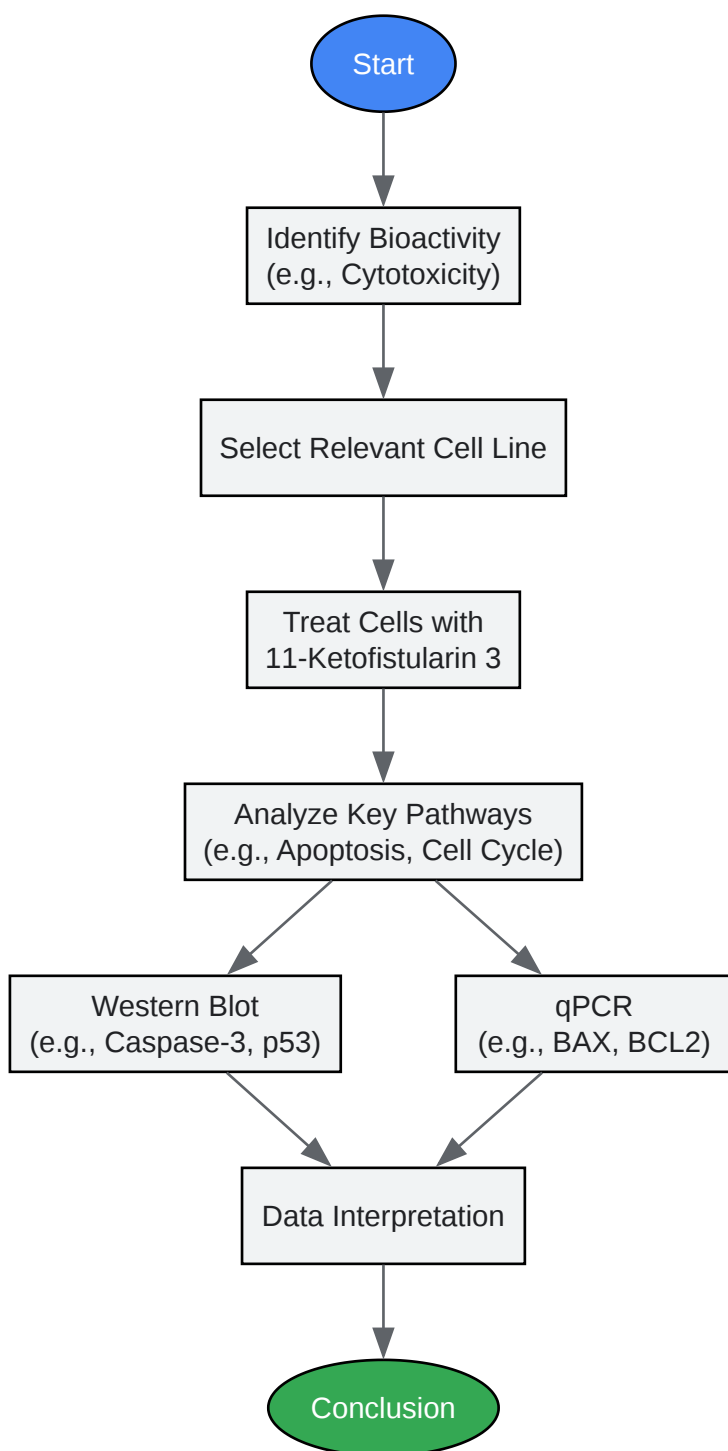 Start
Identify Bioactivity
(e.g., Cytotoxicity)
Select Relevant Cell Line
Treat Cells with
11-Ketofistularin 3
Analyze Key Pathways
(e.g., Apoptosis, Cell Cycle)
Western Blot
(e.g., Caspase-3, p53)
qPCR
(e.g., BAX, BCL2)
Data Interpretation
Conclusion